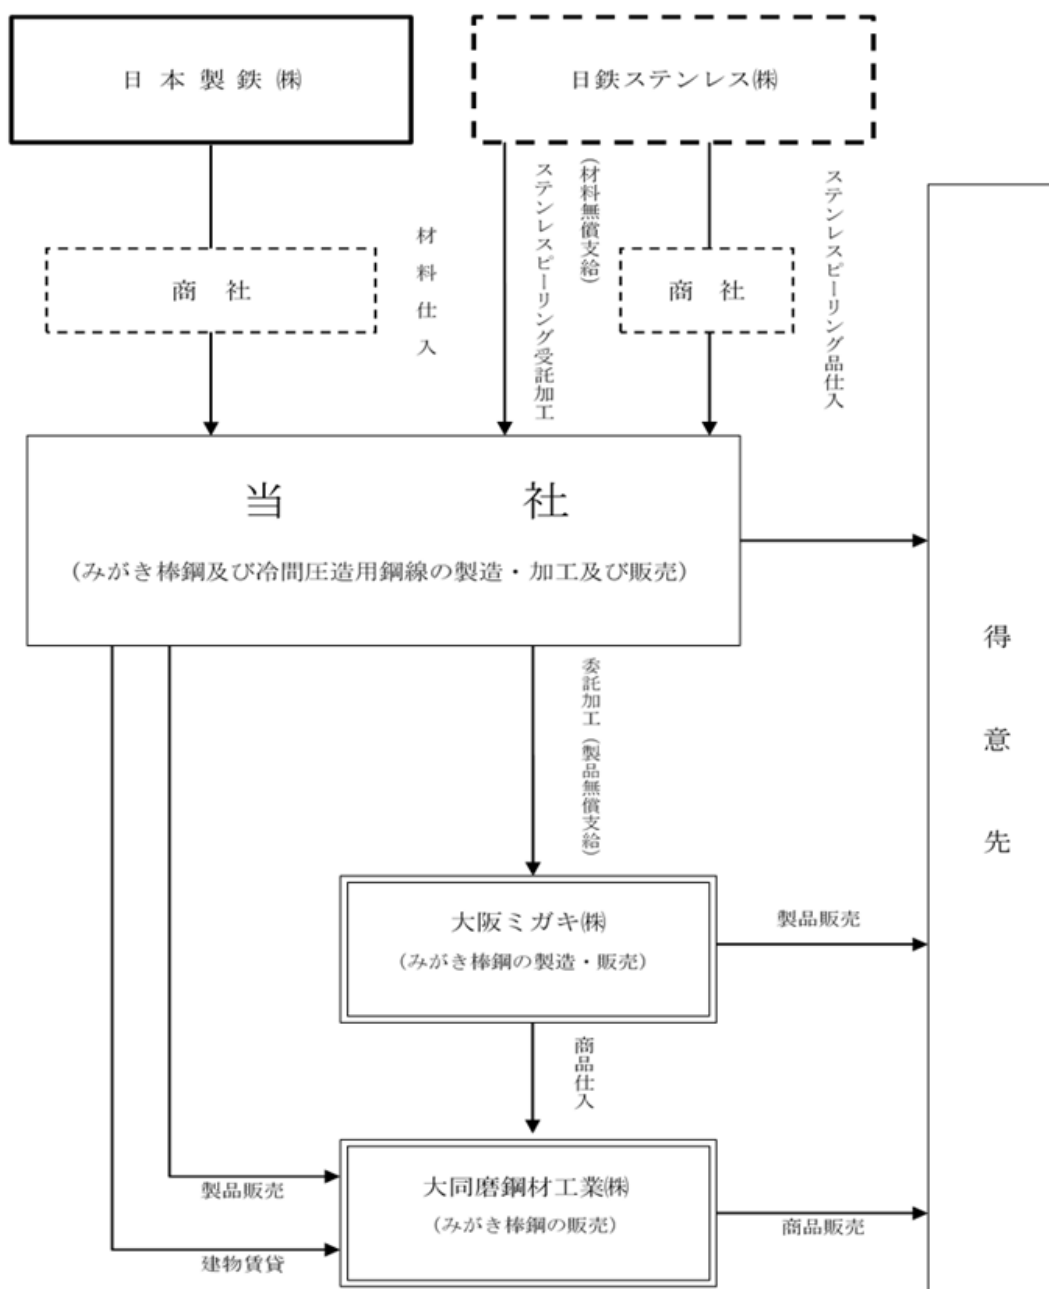 日本製鉄㈱
日鉄ステンレス㈱
材料仕入
ステンレスピーリング受託加工
(材料無償支給)
ステンレスピーリング品仕入
商社
商社
当社
(みがき棒鋼及び冷間圧造用鋼線の製造・加工及び販売)
得意先
委託加工(製品無償支給)
大阪ミガキ㈱
(みがき棒鋼の製造・販売)
製品販売
商品仕入
大同磨鋼材工業㈱
(みがき棒鋼の販売)
製品販売
商品販売
建物賃貸